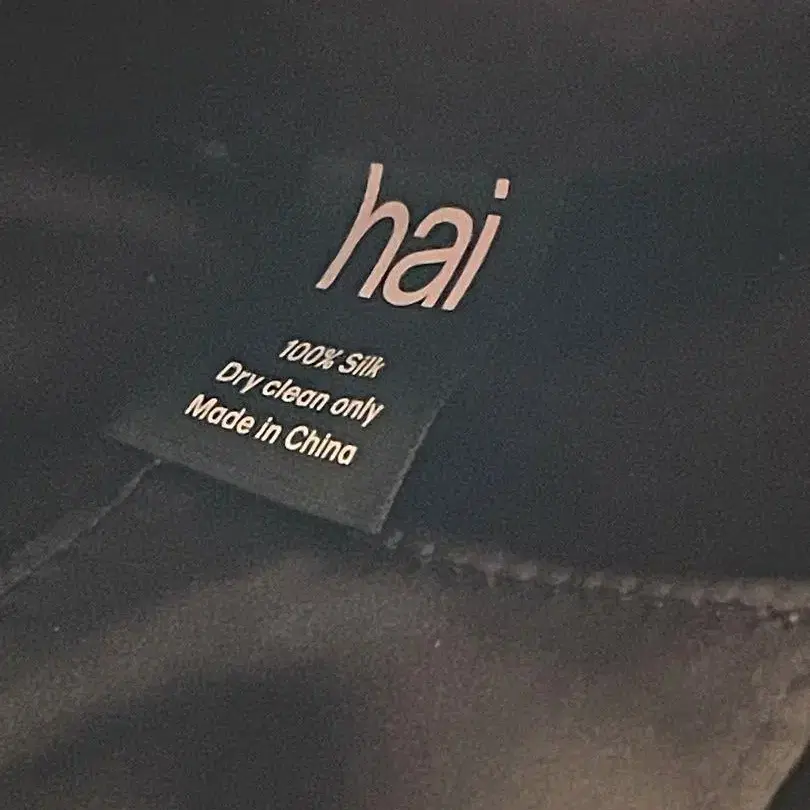 hai
100% Silk
Dry clean only
Made in China